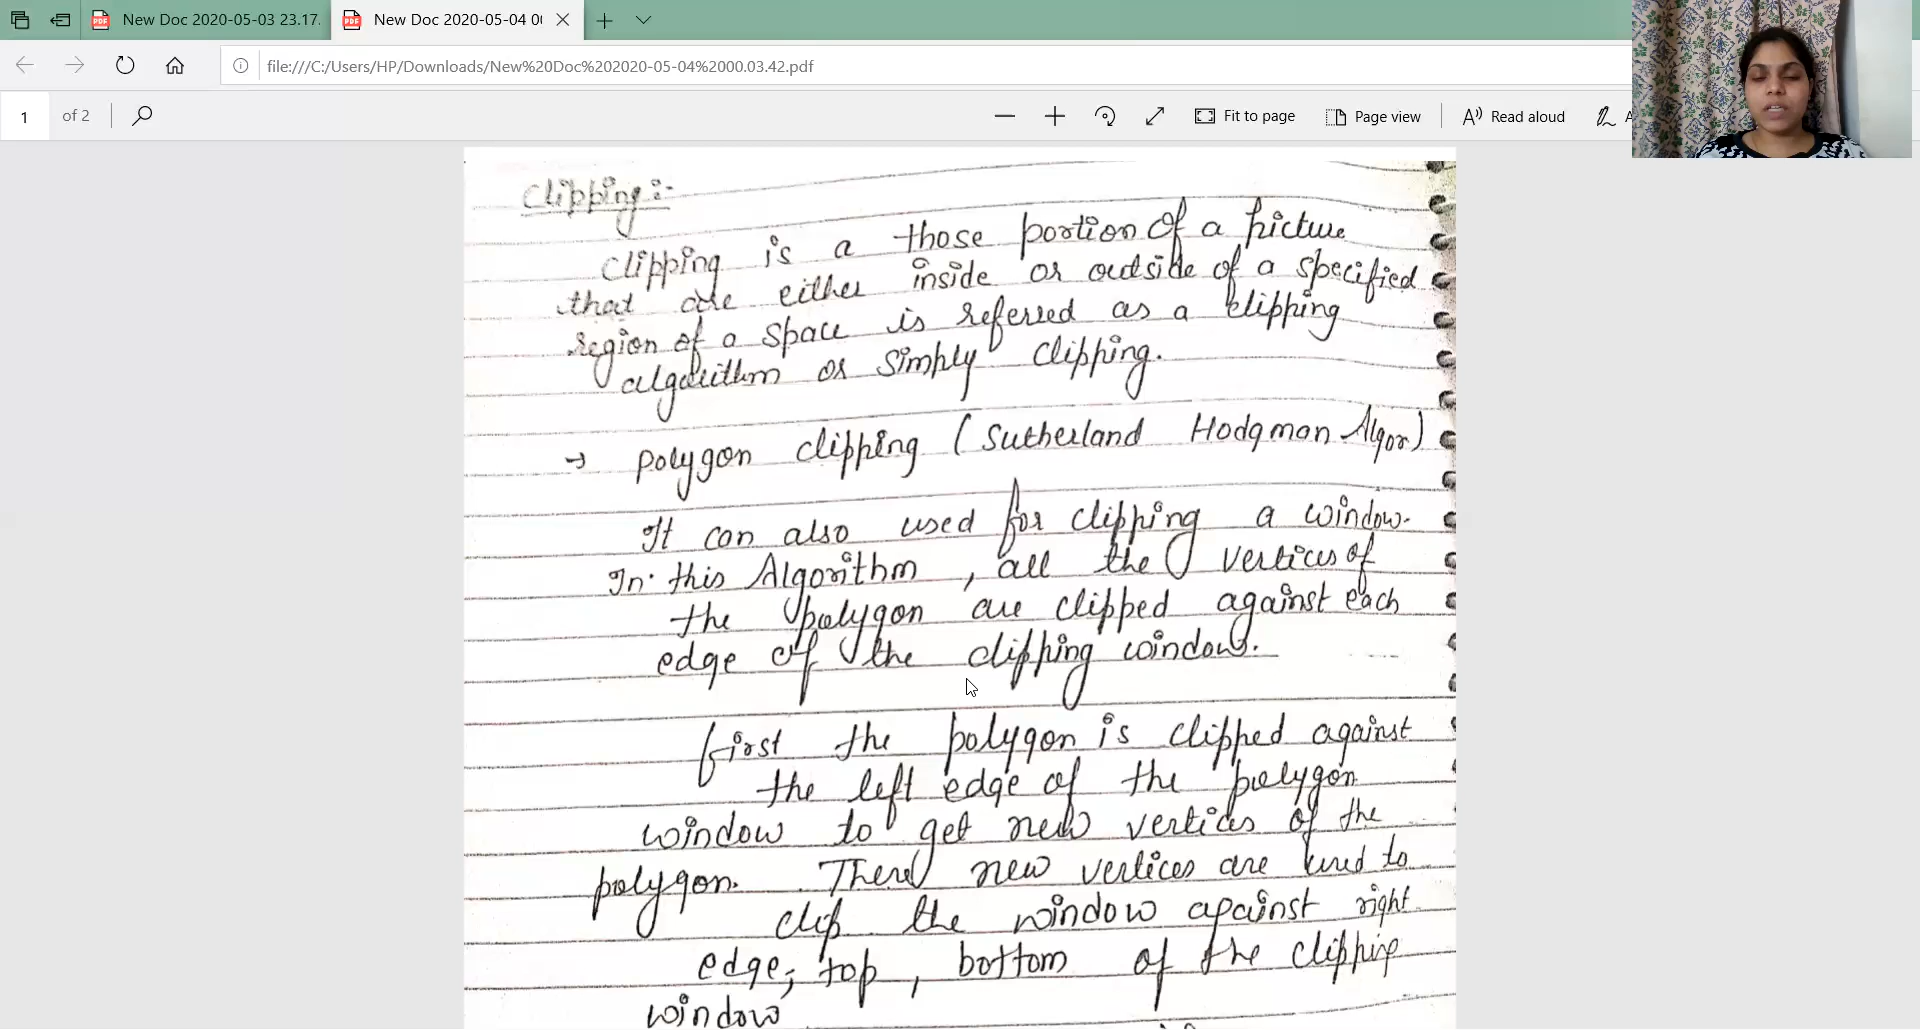 New Doc 2020-05-03 23.17.
New Doc 2020-05-04 0
file:///C:/Users/HP/Downloads/New%20Doc%202020-05-04%2000.03.42.pdf
1 of 2
Fit to page
Page view
Read aloud
Clipping :-
Clipping is a those portion of a picture
that are either inside or outside of a specified
region of a space is referred as a clipping
algorithm or simply clipping.
→ polygon clipping (Sutherland Hodgman Algor)
It can also used for clipping a window.
In this Algorithm, all the vertices of
the polygon are clipped against each
edge of the clipping window.
First the polygon is clipped against
the left edge of the polygon
window to get new vertices of the
polygon. new vertices are used to
clip the window against right
edge, top, bottom of the clipping
window